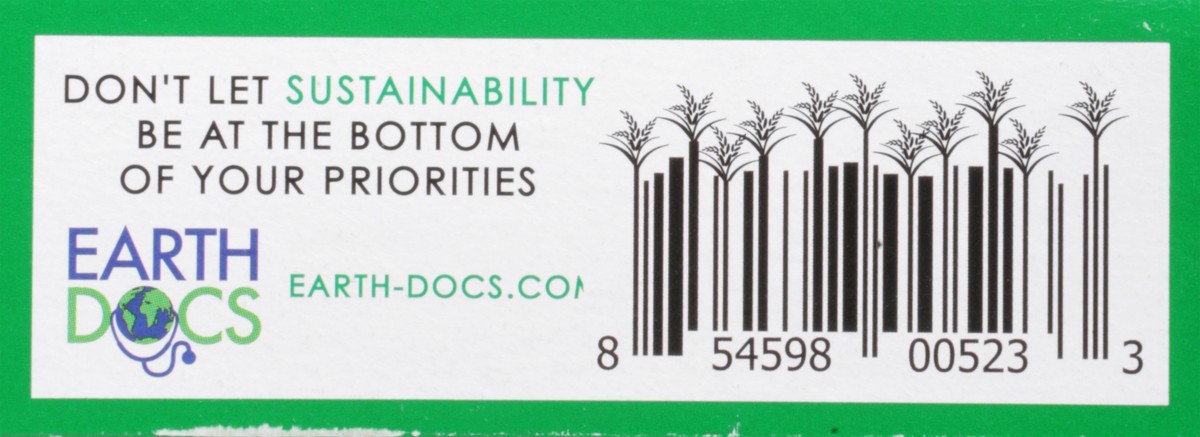 DON'T LET SUSTAINABILITY
BE AT THE BOTTOM
OF YOUR PRIORITIES
EARTH
DOCS
EARTH-DOCS.COM
8 54598 00523 3